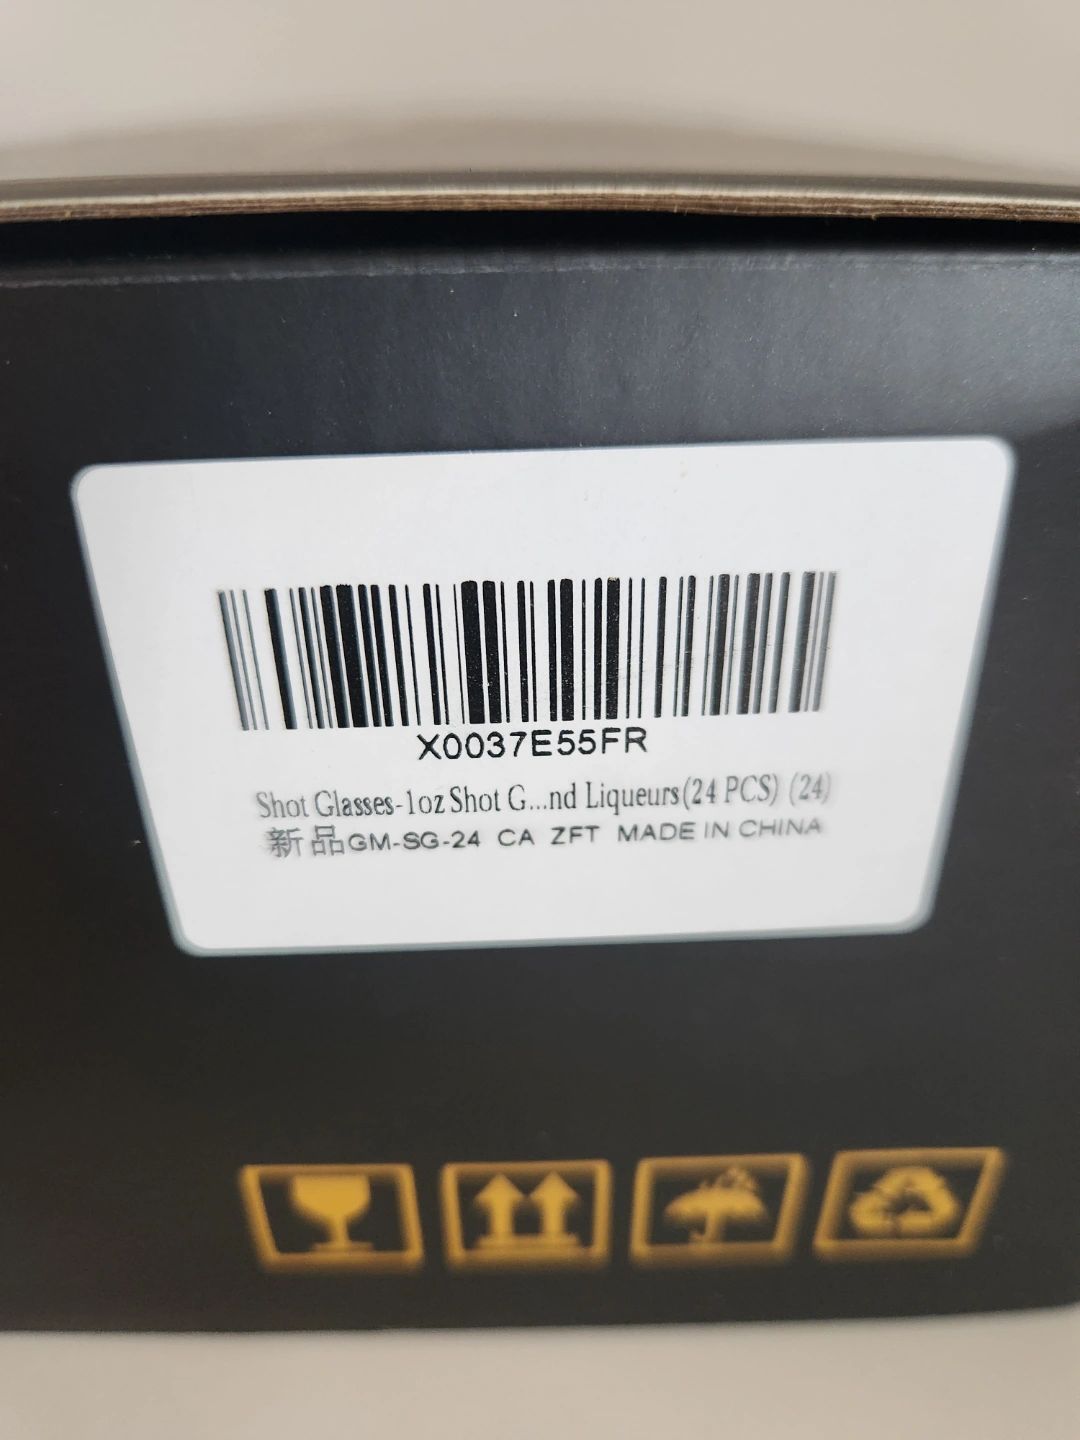 X0037E55FR
Shot Glasses-1oz Shot G...nd Liqueurs(24 PCS) (24)
新品GM-SG-24 CA ZFT MADE IN CHINA